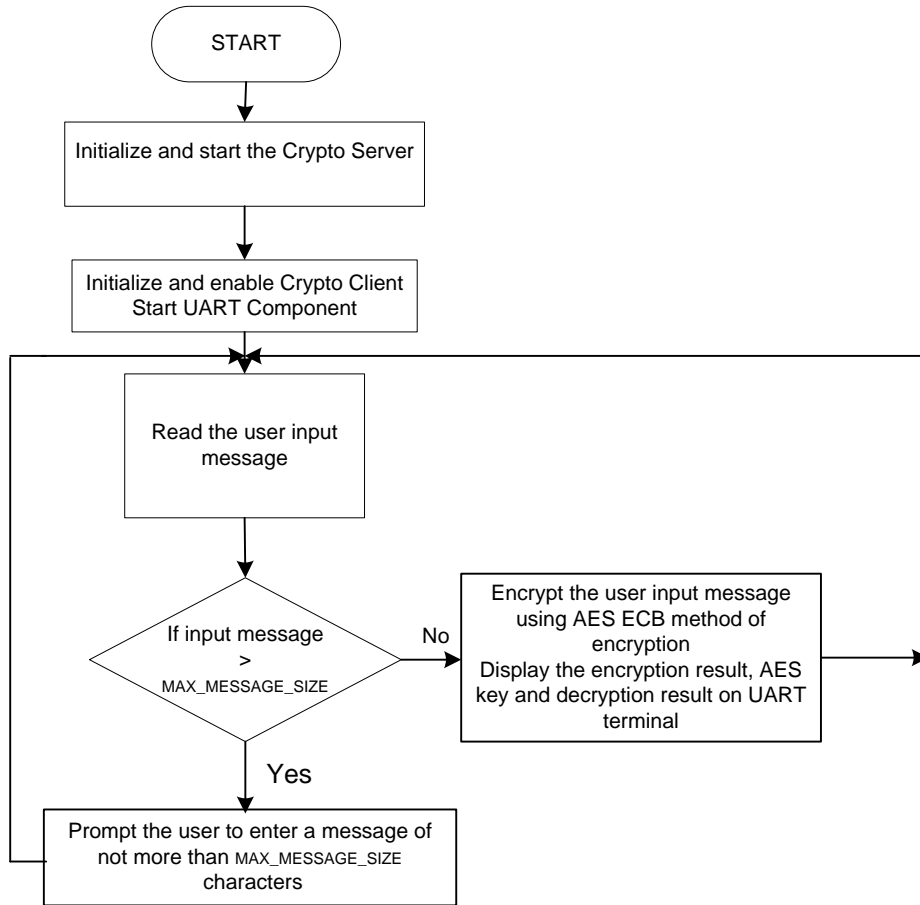 START
Initialize and start the Crypto Server
Initialize and enable Crypto Client
Start UART Component
Read the user input
message
If input message
>
MAX_MESSAGE_SIZE
No
Encrypt the user input message
using AES ECB method of
encryption
Display the encryption result, AES
key and decryption result on UART
terminal
Yes
Prompt the user to enter a message of
not more than MAX_MESSAGE_SIZE
characters